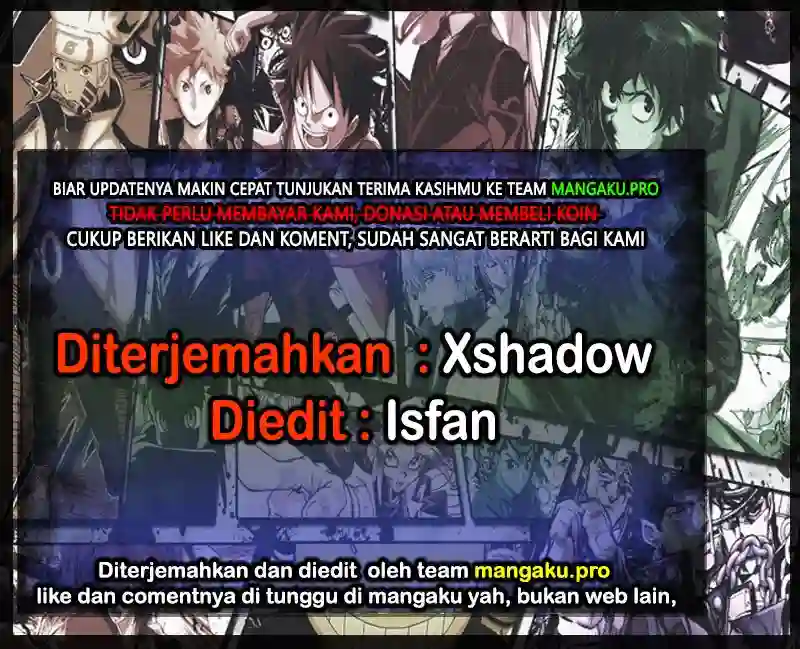 BIAR UPDATENYA MAKIN CEPAT TUNJUKAN TERIMA KASIHMU KE TEAM MANGAKU.PRO
TIDAK PERLU MEMBAYAR KAMI, DONASI ATAU MEMBELI KOIN
CUKUP BERIKAN LIKE DAN KOMENT, SUDAH SANGAT BERARTI BAGI KAMI
Diterjemahkan : Xshadow
Diedit : Isfan
Diterjemahkan dan diedit oleh team mangaku.pro
like dan comentnya di tunggu di mangaku yah, bukan web lain,